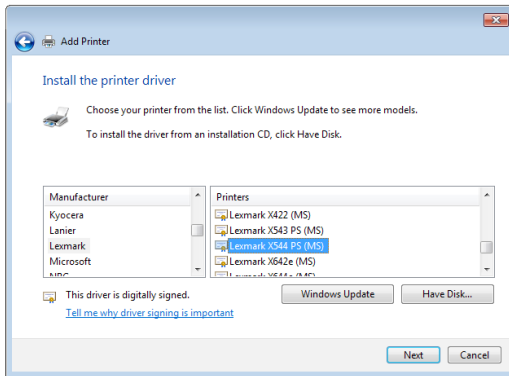 Add Printer
Install the printer driver
Choose your printer from the list. Click Windows Update to see more models.
To install the driver from an installation CD, click Have Disk.
Manufacturer
Kyocera
Lanier
Lexmark
Microsoft
Printers
Lexmark X422 (MS)
Lexmark X543 PS (MS)
Lexmark X544 PS (MS)
Lexmark X642e (MS)
This driver is digitally signed.
Tell me why driver signing is important
Windows Update
Have Disk...
Next
Cancel